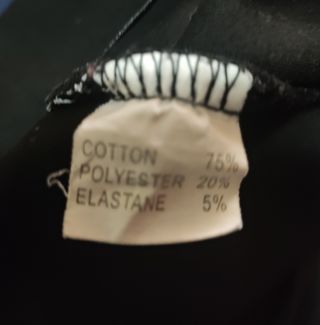 COTTON 75%
POLYESTER 20%
ELASTANE 5%